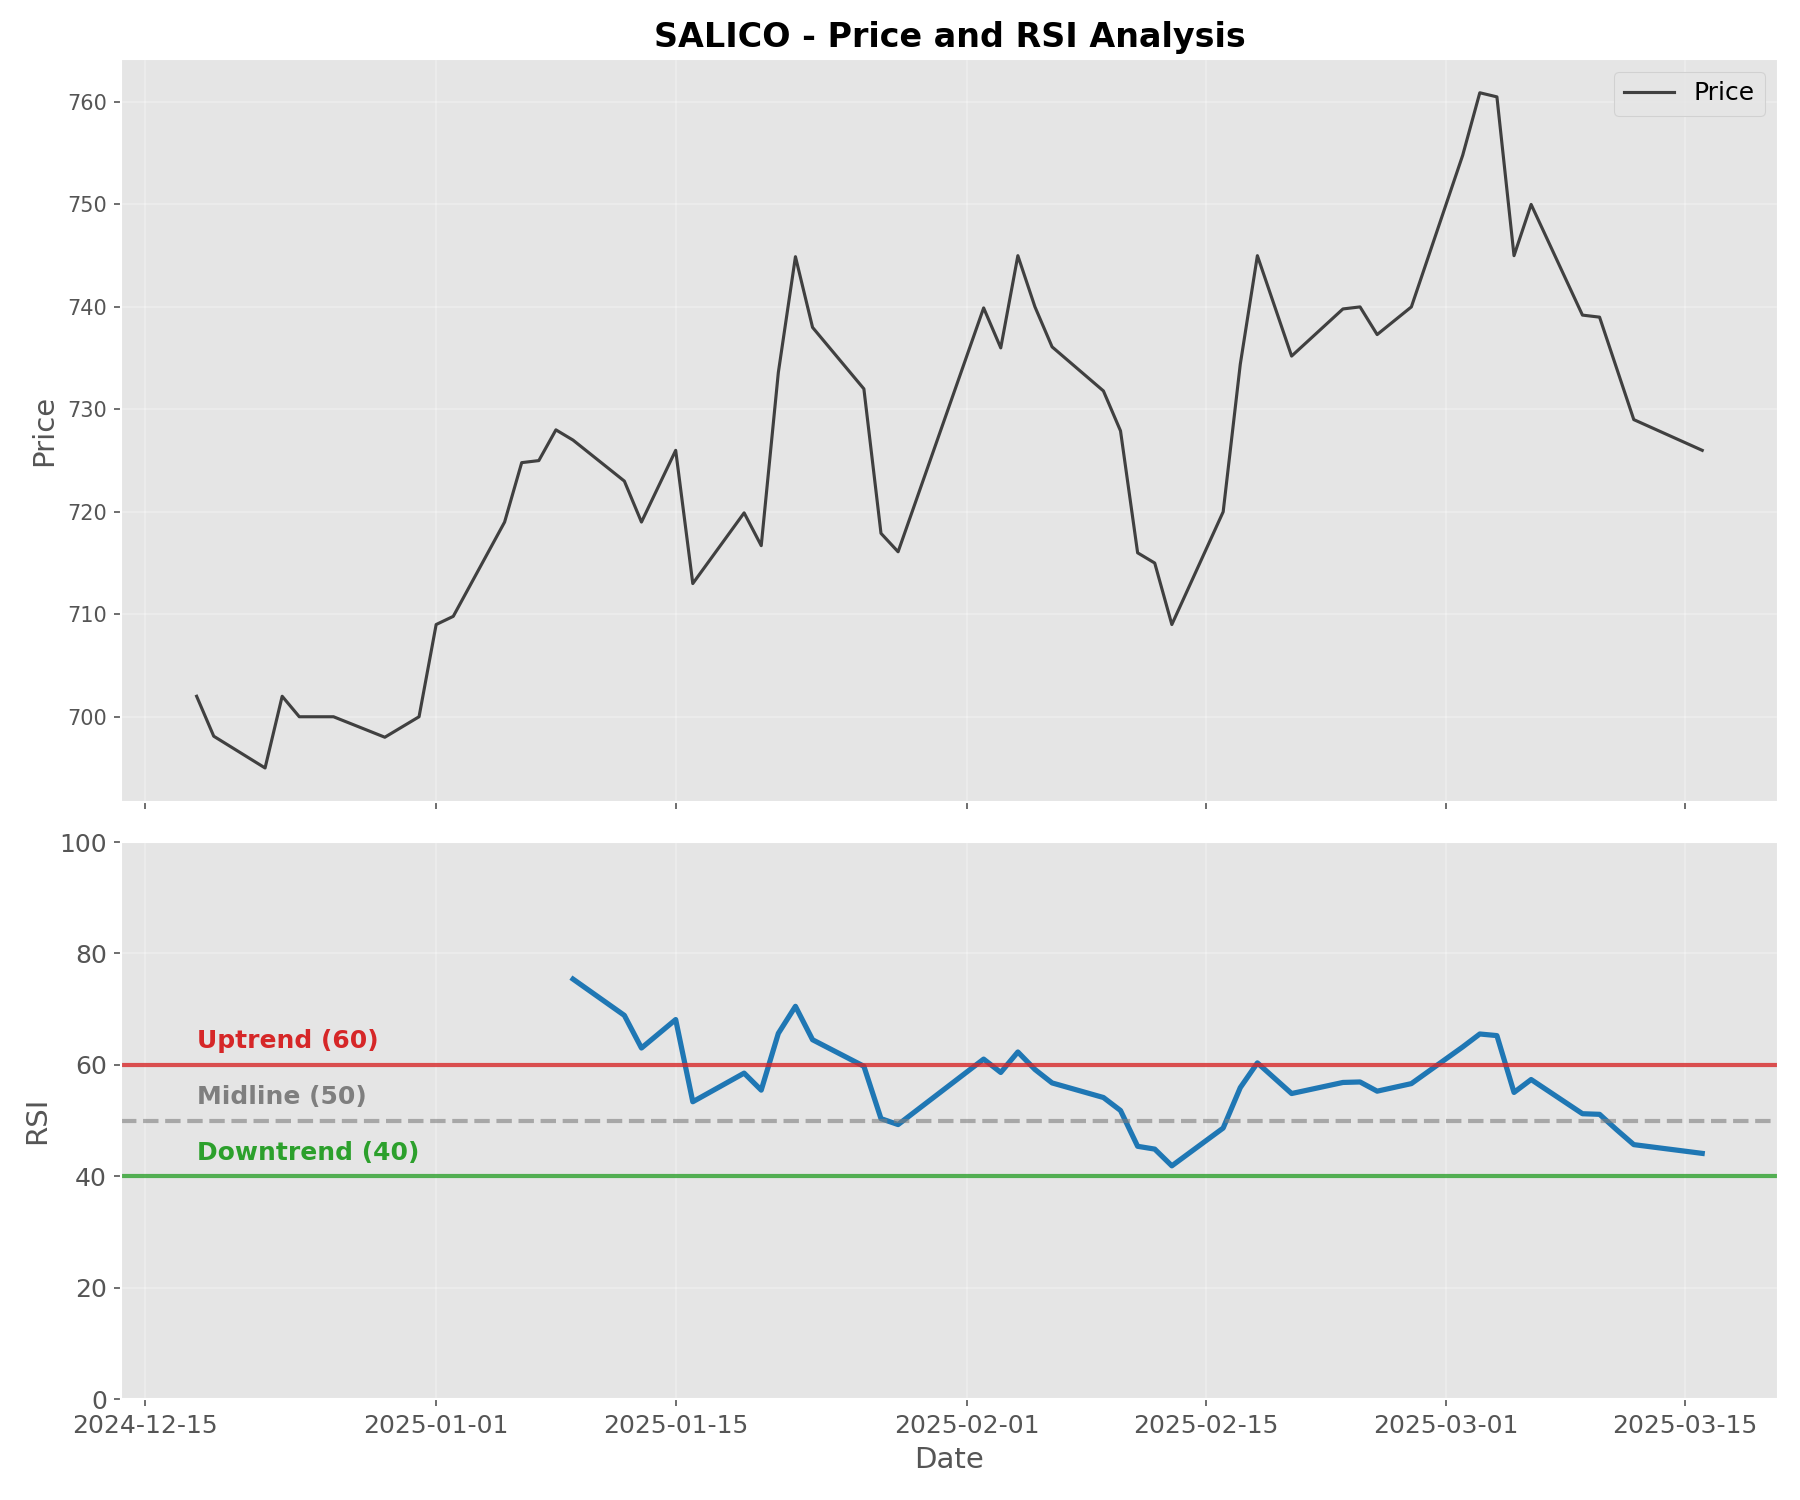 SALICO - Price and RSI Analysis
Price
760
750
740
730
720
710
700
Price
100
80
60
40
20
0
RSI
Uptrend (60)
Midline (50)
Downtrend (40)
2024-12-15
2025-01-01
2025-01-15
2025-02-01
2025-02-15
2025-03-01
2025-03-15
Date